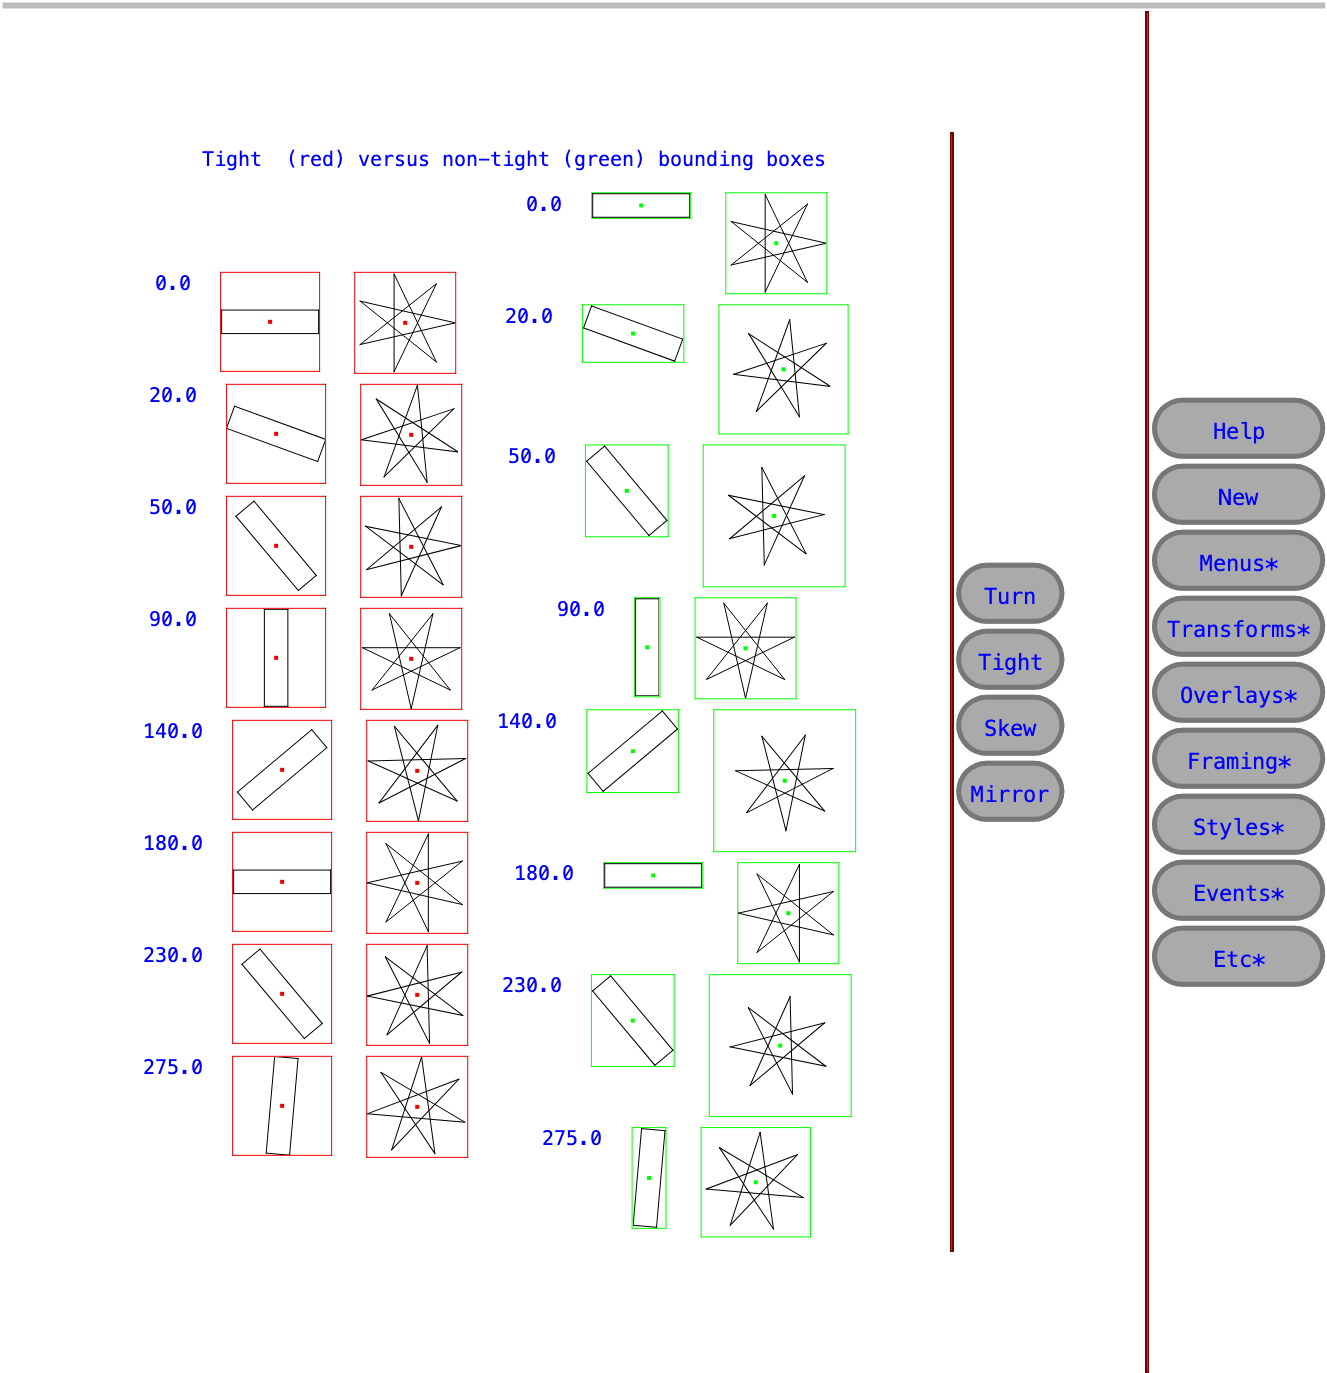 Tight  (red) versus non-tight (green) bounding boxes
0.0
20.0
50.0
90.0
140.0
180.0
230.0
275.0
0.0
20.0
50.0
90.0
140.0
180.0
230.0
275.0
Turn
Tight
Skew
Mirror
Help
New
Menus*
Transforms*
Overlays*
Framing*
Styles*
Events*
Etc*